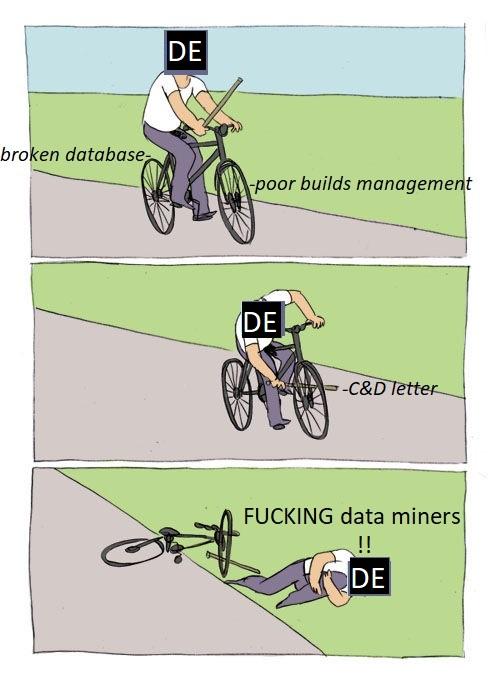 DE
broken database-
-poor builds management
DE
-C&D letter
FUCKING data miners
!!
DE